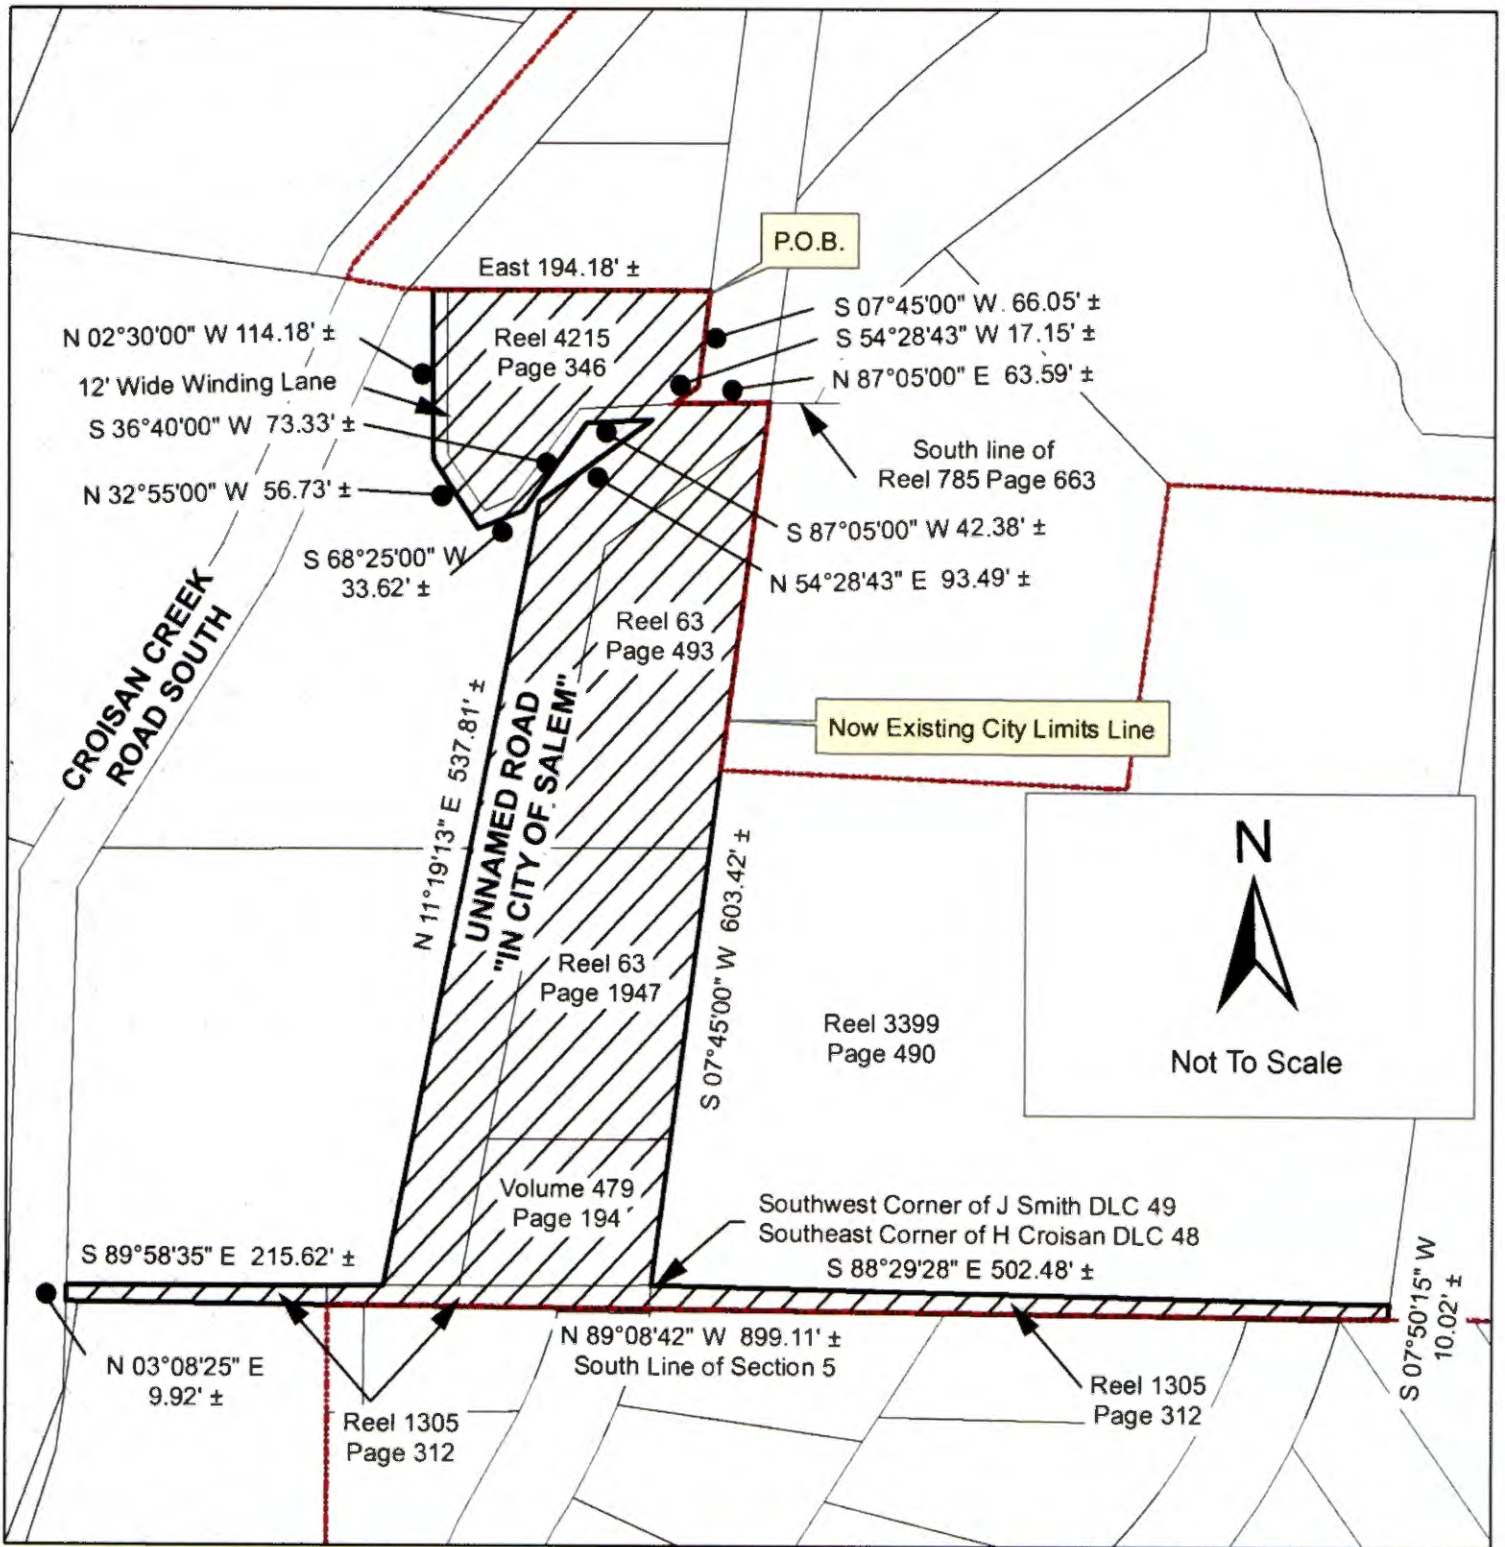 P.O.B.
East 194.18' ±
S 07°45'00" W 66.05' ±
S 54°28'43" W 17.15' ±
N 87°05'00" E 63.59' ±
N 02°30'00" W 114.18' ±
12' Wide Winding Lane
S 36°40'00" W 73.33' ±
N 32°55'00" W 56.73' ±
S 68°25'00" W
33.62' ±
Reel 4215
Page 346
South line of
Reel 785 Page 663
S 87°05'00" W 42.38' ±
N 54°28'43" E 93.49' ±
CROISAN CREEK
ROAD SOUTH
Reel 63
Page 493
Now Existing City Limits Line
N 11°19'13" E 537.81' ±
UNNAMED ROAD
"IN CITY OF SALEM"
S 07°45'00" W 603.42' ±
N
Not To Scale
Reel 63
Page 1947
Reel 3399
Page 490
Volume 479
Page 194
Southwest Corner of J Smith DLC 49
Southeast Corner of H Croisan DLC 48
S 89°58'35" E 215.62' ±
S 88°29'28" E 502.48' ±
S 07°50'15" W
10.02' ±
N 03°08'25" E
9.92' ±
N 89°08'42" W 899.11' ±
South Line of Section 5
Reel 1305
Page 312
Reel 1305
Page 312